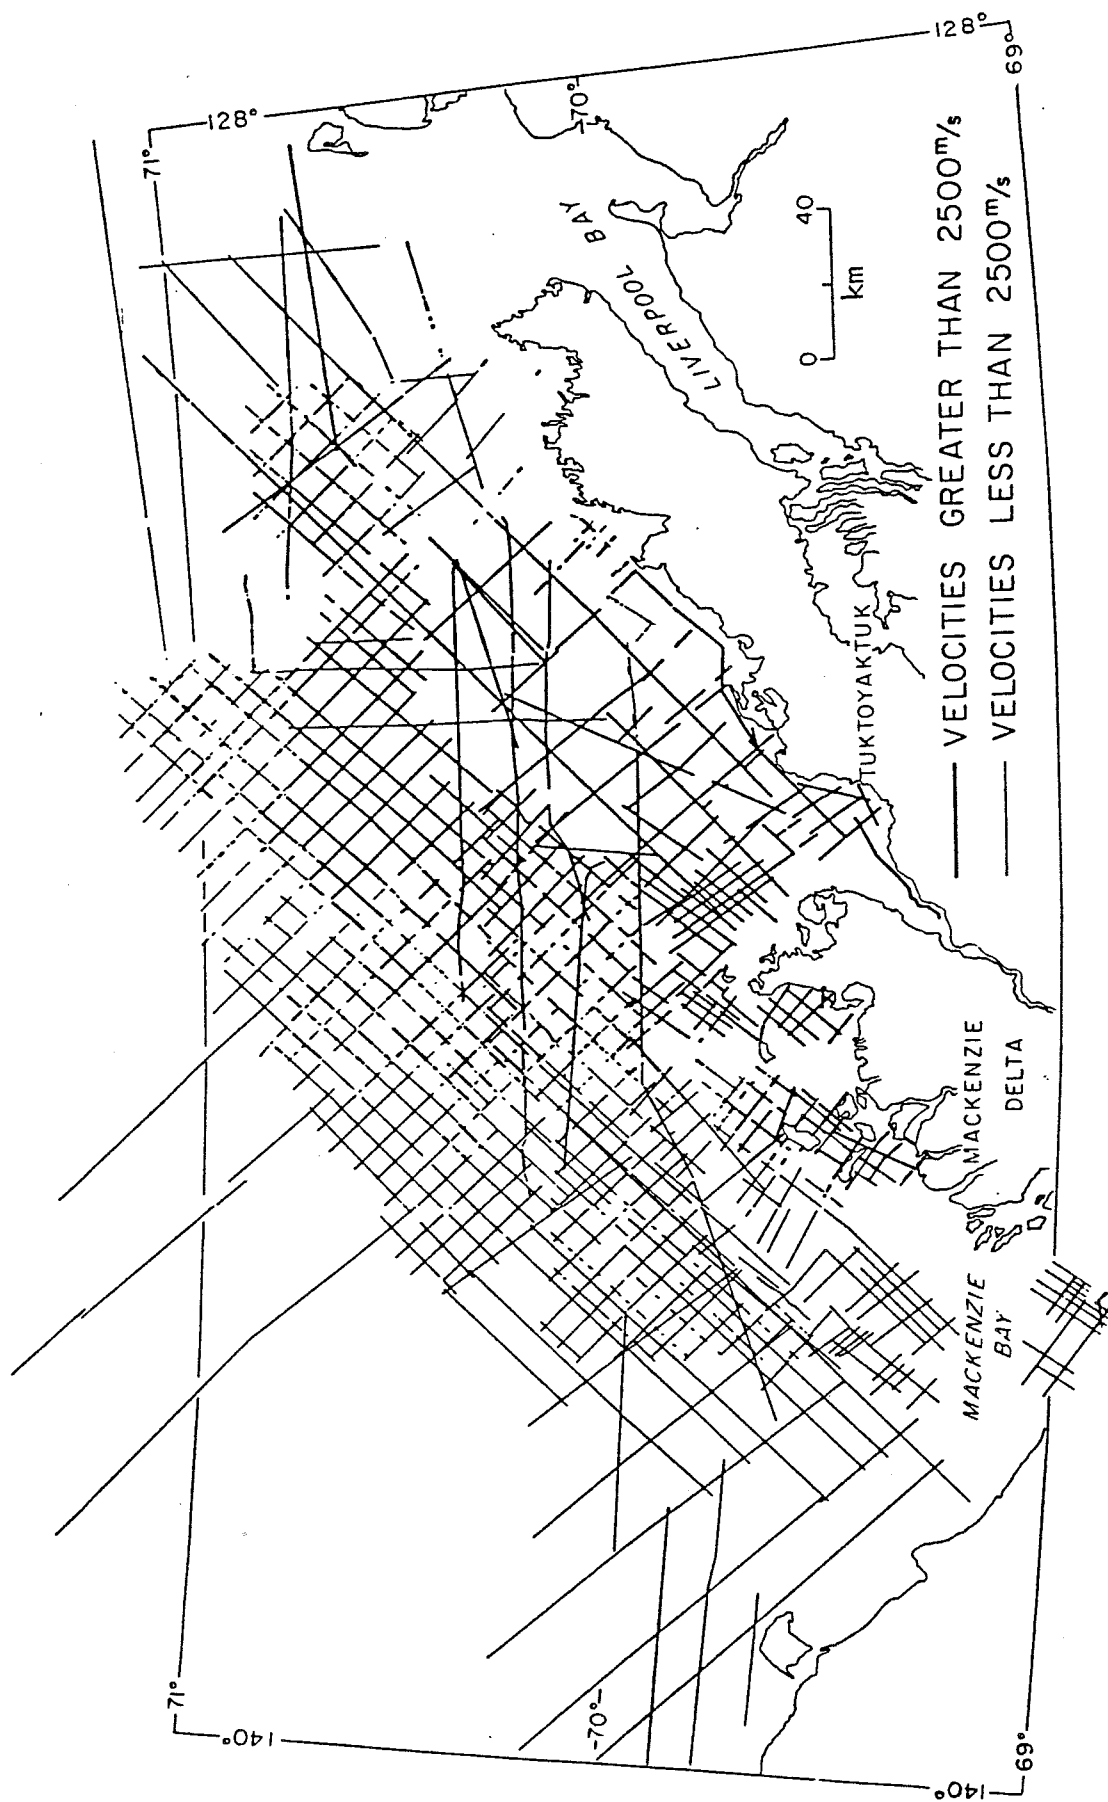 71°
128°
70°
128°
69°
LIVERPOOL BAY
0 40
km
TUKTOYAKTUK
MACKENZIE
DELTA
MACKENZIE
BAY
VELOCITIES GREATER THAN 2500m/s
VELOCITIES LESS THAN 2500m/s
71°
140°
70°
140°
69°